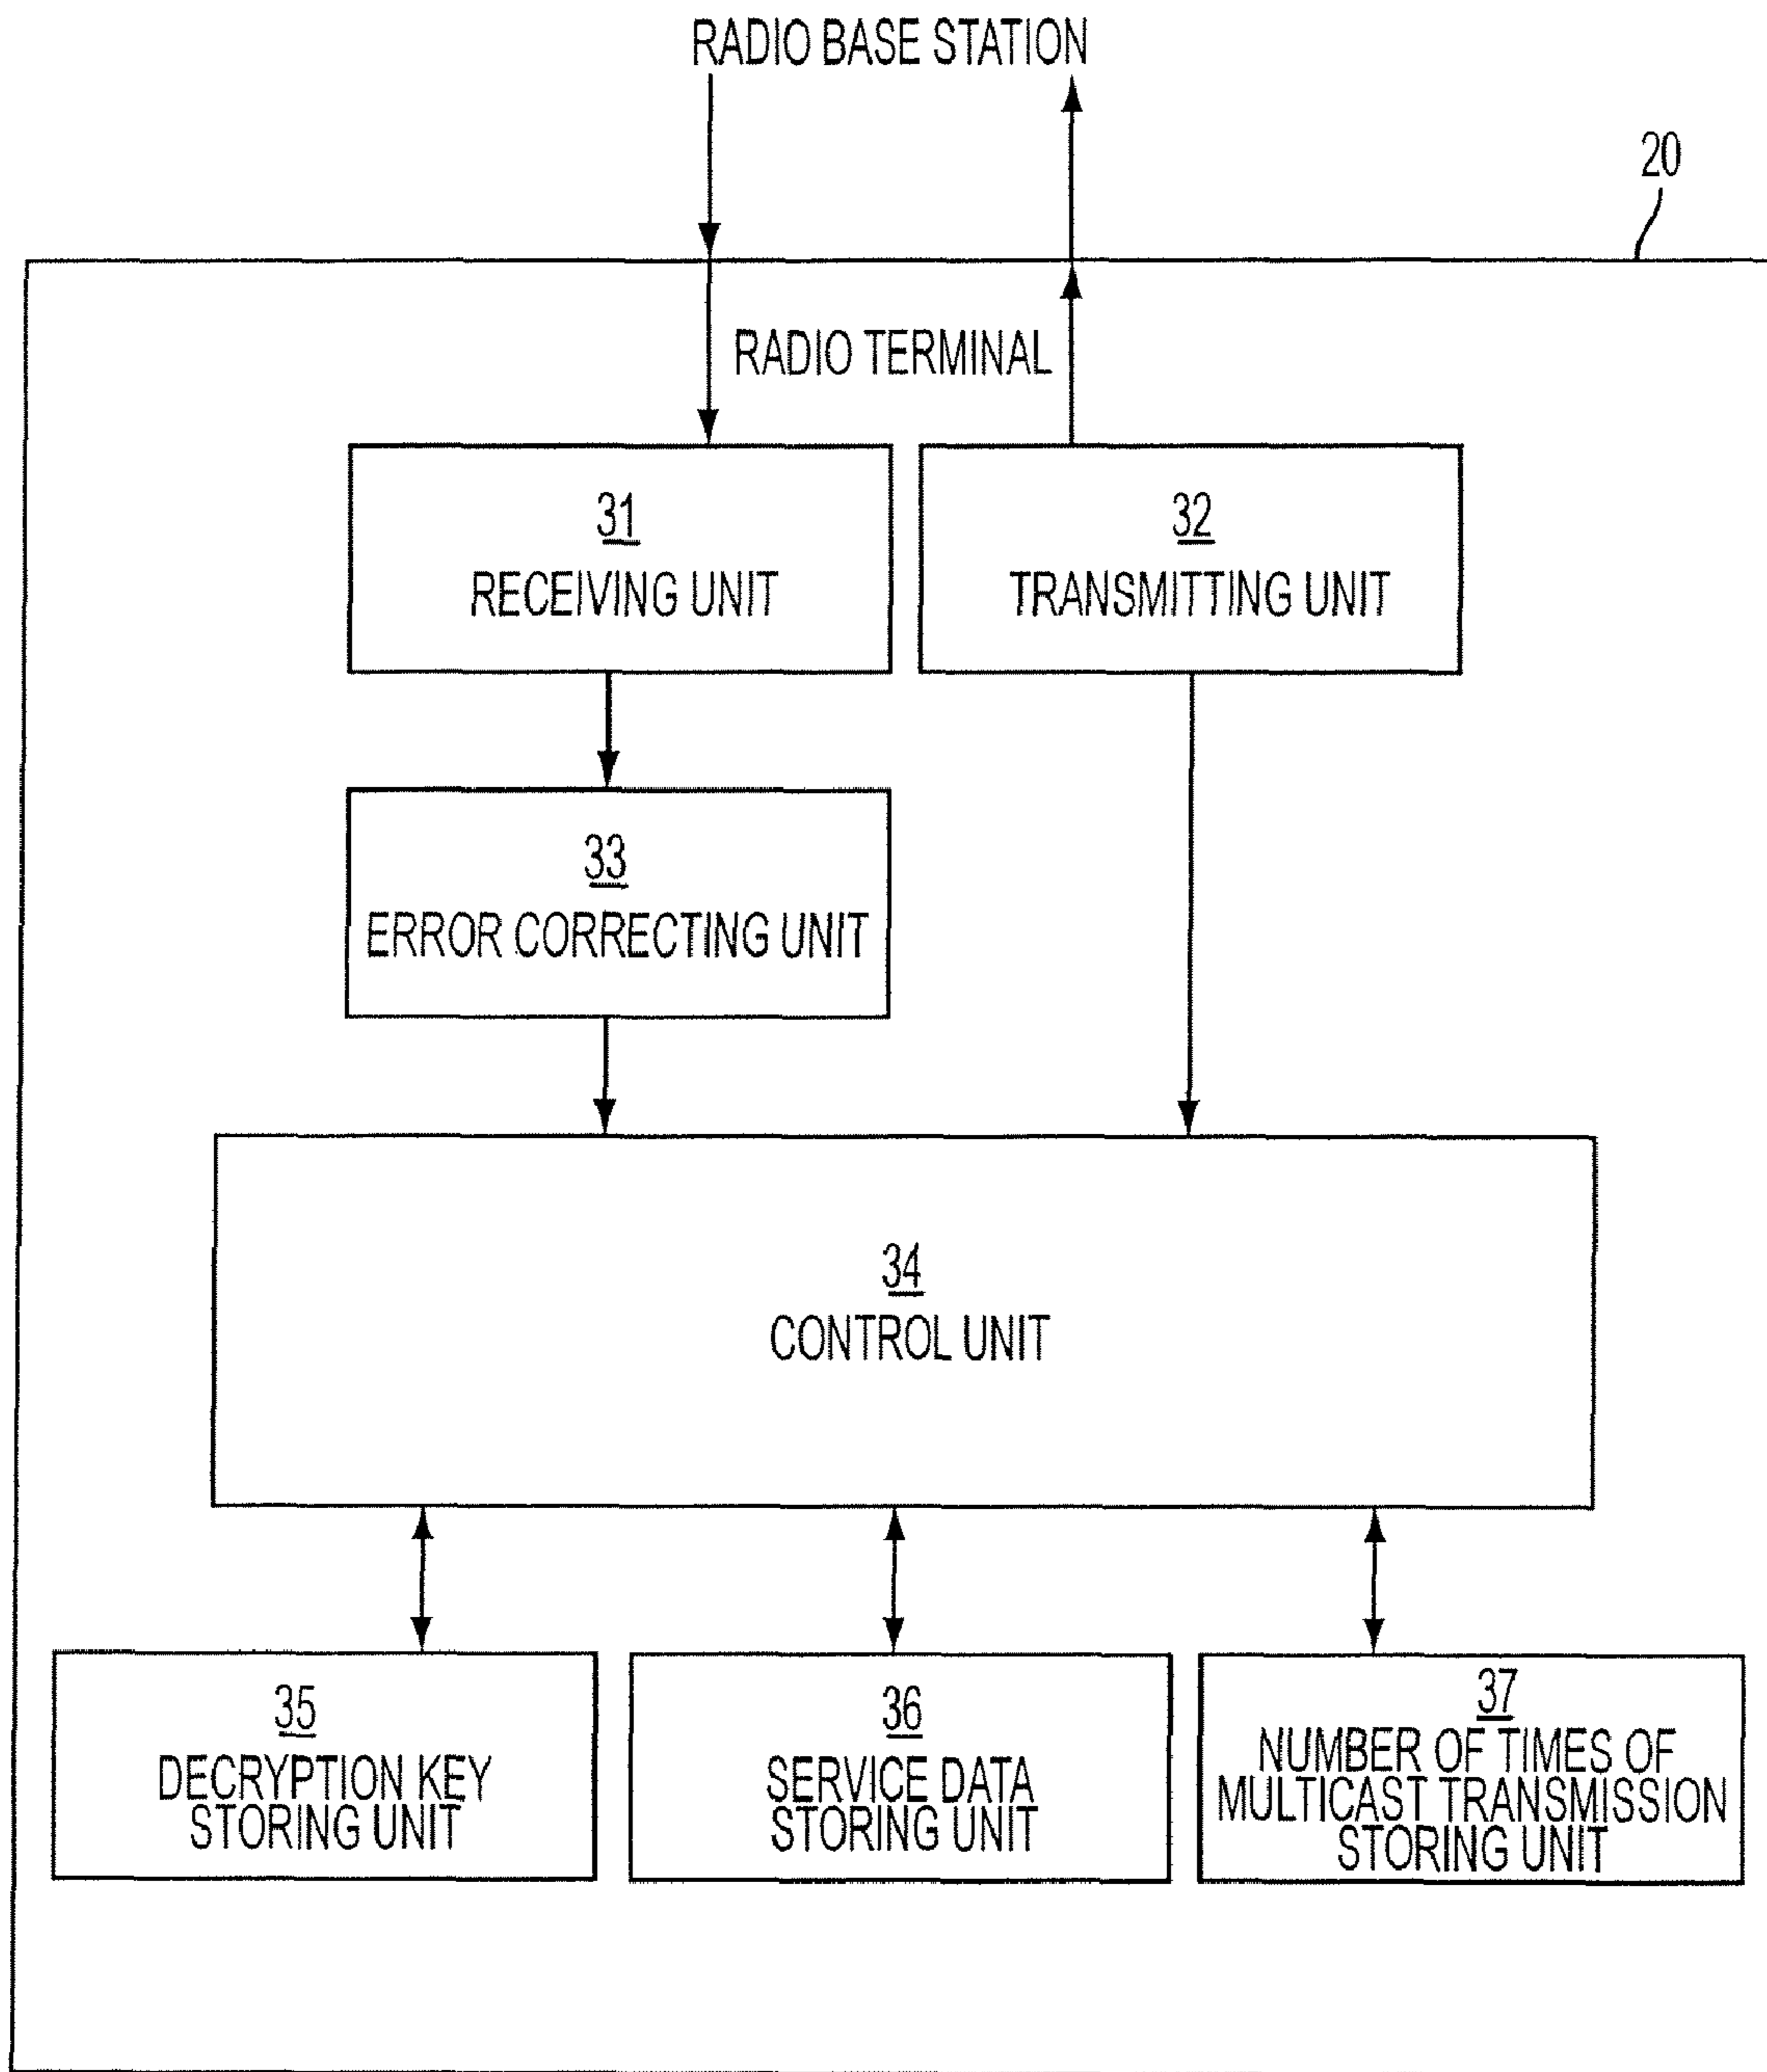 RADIO BASE STATION
20
RADIO TERMINAL
31
RECEIVING UNIT
32
TRANSMITTING UNIT
33
ERROR CORRECTING UNIT
34
CONTROL UNIT
35
DECRYPTION KEY
STORING UNIT
36
SERVICE DATA
STORING UNIT
37
NUMBER OF TIMES OF
MULTICAST TRANSMISSION
STORING UNIT